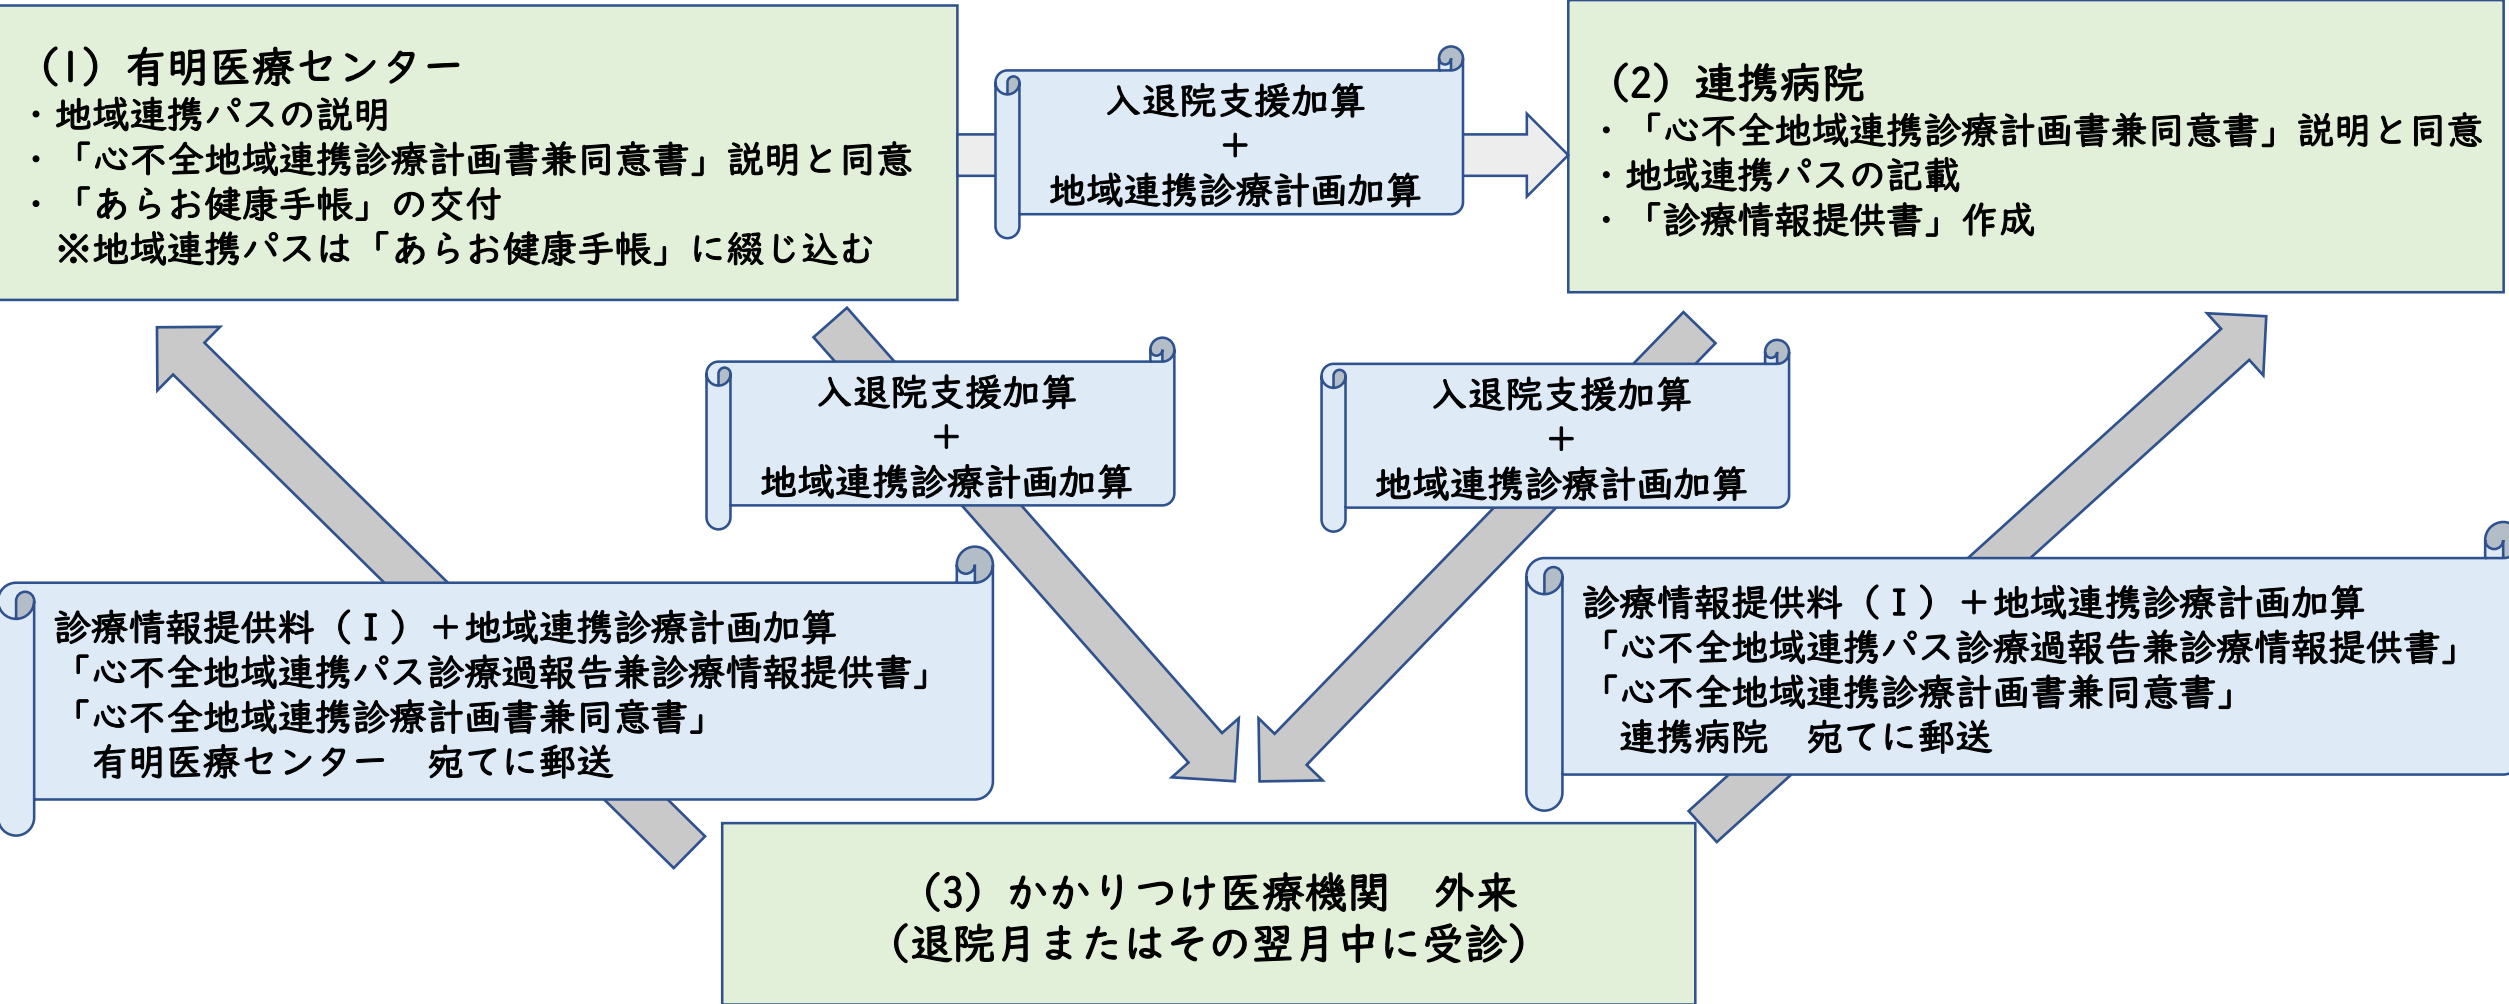 (1) 有明医療センター
・地域連携パスの説明
・「心不全地域連携診療計画書兼同意書」説明と同意
・「あらお健康手帳」の交付
※地域連携パスは「あらお健康手帳」に綴じ込む
入退院支援加算
+
地域連携診療計画加算
(2) 連携病院
・「心不全地域連携診療計画書兼同意書」説明と同意
・地域連携パスの記載
・「診療情報提供書」作成
入退院支援加算
+
地域連携診療計画加算
入退院支援加算
+
地域連携診療計画加算
診療情報提供料（Ⅰ）+地域連携診療計画加算
「心不全地域連携パス診療過報告兼診療情報提供書」
「心不全地域連携診療計画書兼同意書」
有明医療センター　宛てに郵送
診療情報提供料（Ⅰ）+地域連携診療計画加算
「心不全地域連携パス診療過報告兼診療情報提供書」
「心不全地域連携診療計画書兼同意書」
連携病院　宛てに郵送
(3) かかりつけ医療機関　外来
(退院月またはその翌月中に受診)